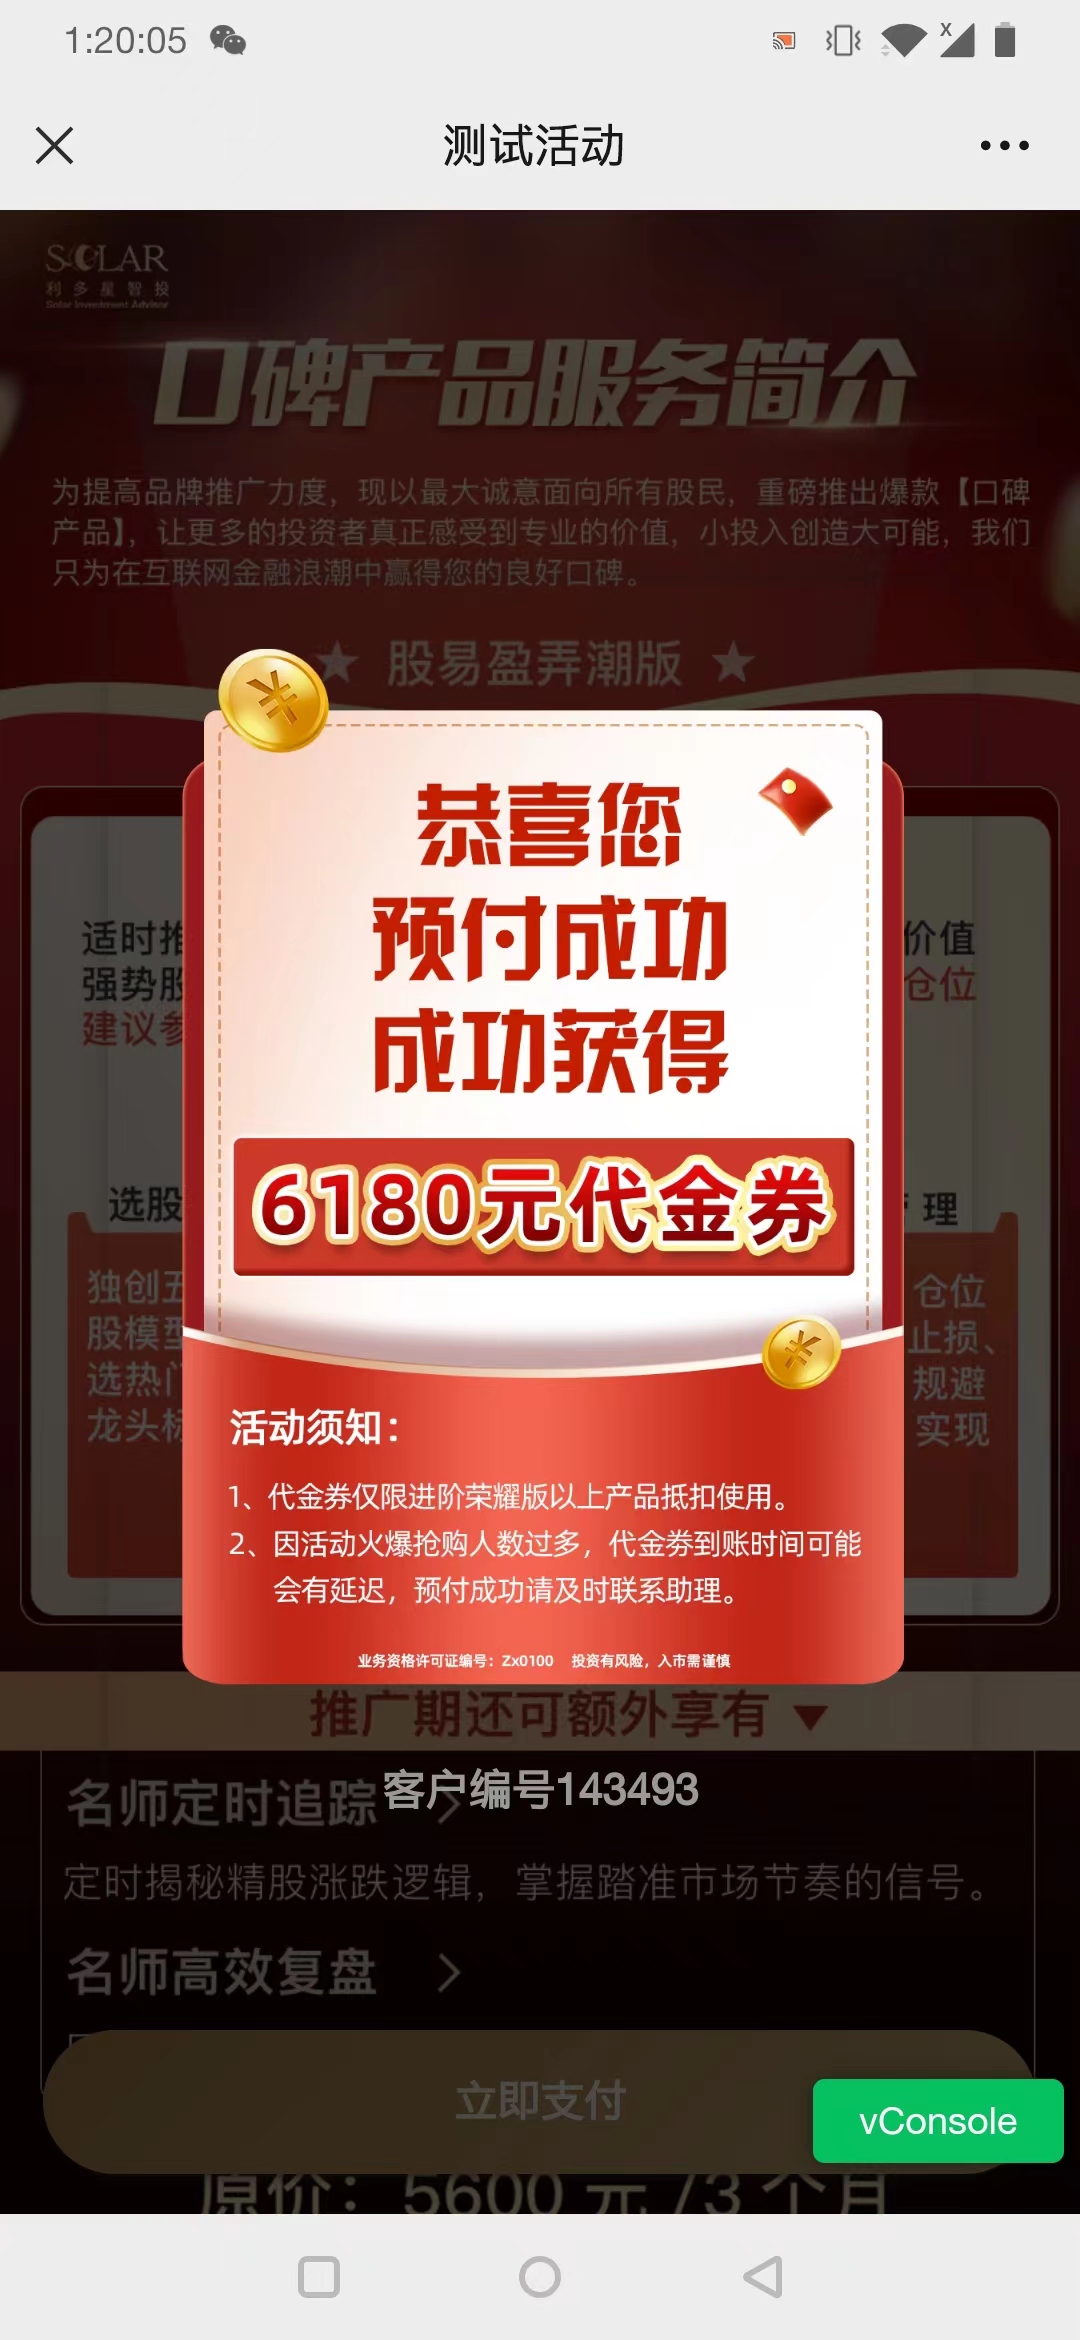 1:20:05
测试活动
SOLAR
利多星智投
Solar Investment Advisor
口碑产品服务简介
为提高品牌推广力度，现以最大诚意面向所有股民，重磅推出爆款【口碑
产品】，让更多的投资者真正感受到专业的价值，小投入创造大可能，我们
只为在互联网金融浪潮中赢得您的良好口碑。
股易盈弄潮版
恭喜您
预付成功
成功获得
6180元代金券
适时推
价值
强势股
仓位
建议参
选股
理
独创五
仓位
股模型
止损、
选热门
规避
龙头标
实现
活动须知：
1、代金券仅限进阶荣耀版以上产品抵扣使用。
2、因活动火爆抢购人数过多，代金劵到账时间可能
会有延迟，预付成功请及时联系助理。
业务资格许可证编号：Zx0100 投资有风险，入市需谨慎
推广期还可额外享有
客户编号143493
名师定时追踪
定时揭秘精股涨跌逻辑，掌握踏准市场节奏的信号。
名师高效复盘
立即支付
vConsole
原价：5600元/3个月